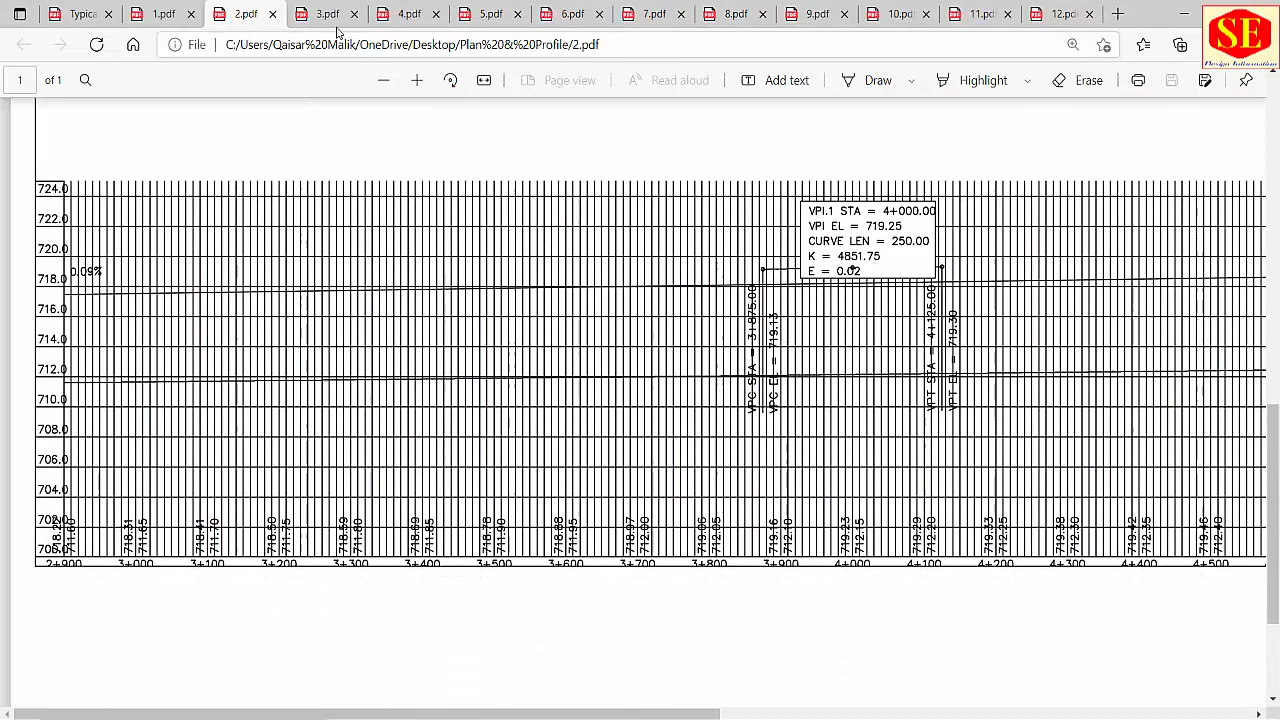 Typica
1.pdf
2.pdf
3.pdf
4.pdf
5.pdf
6.pdf
7.pdf
8.pdf
9.pdf
10.pd
11.pd
12.pd
File
C:/Users/Qaisar%20Malik/OneDrive/Desktop/Plan%20&%20Profile/2.pdf
SE
Design Information
1 of 1
Page view
Read aloud
Add text
Draw
Highlight
Erase
724.0
722.0
720.0
718.0
716.0
714.0
712.0
710.0
708.0
706.0
704.0
702.0
700.0
0.09%
VPI.1 STA = 4+000.00
VPI EL = 719.25
CURVE LEN = 250.00
K = 4851.75
E = 0.02
VPC STA = 3+875.00
VPC EL = 719.13
VPT STA = 4+125.00
VPT EL = 719.30
718.22 711.60
718.31 711.65
718.41 711.70
718.50 711.75
718.59 711.80
718.69 711.85
718.78 711.90
718.88 711.95
718.97 712.00
719.06 712.05
719.16 712.10
719.23 712.15
719.29 712.20
719.33 712.25
719.38 712.30
719.42 712.35
719.46 712.40
2+900 3+000 3+100 3+200 3+300 3+400 3+500 3+600 3+700 3+800 3+900 4+000 4+100 4+200 4+300 4+400 4+500